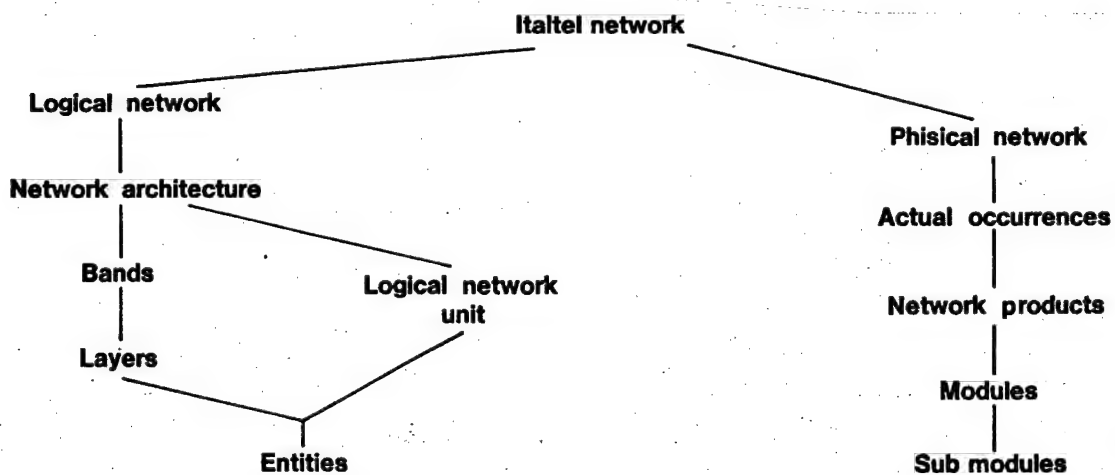 Italtel network
Logical network
Phisical network
Network architecture
Actual occurrences
Bands
Logical network
unit
Network products
Layers
Modules
Entities
Sub modules